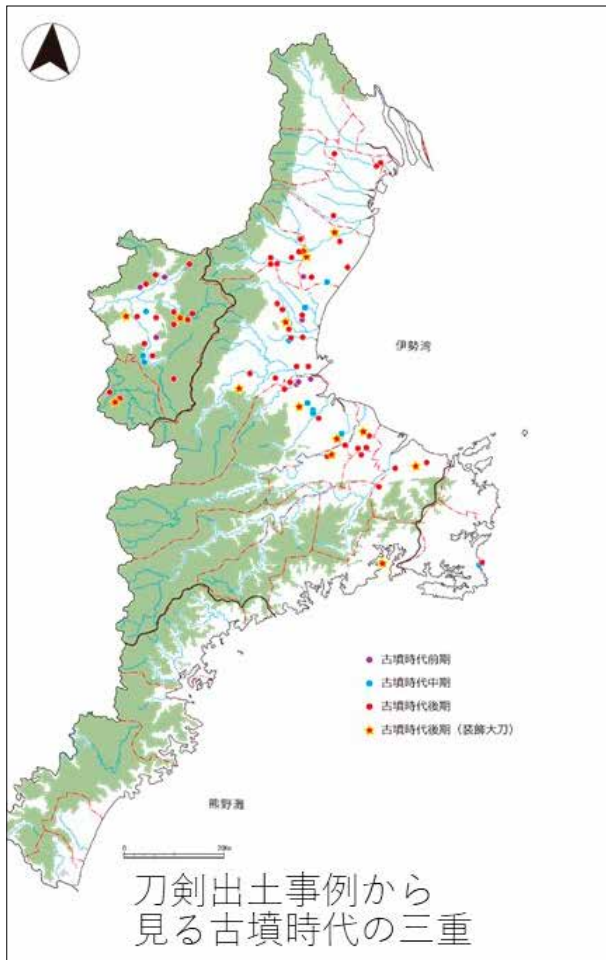 伊勢湾
古墳時代前期
古墳時代中期
古墳時代後期
古墳時代後期（装飾大刀）
熊野灘
0 20km
刀剣出土事例から
見る古墳時代の三重